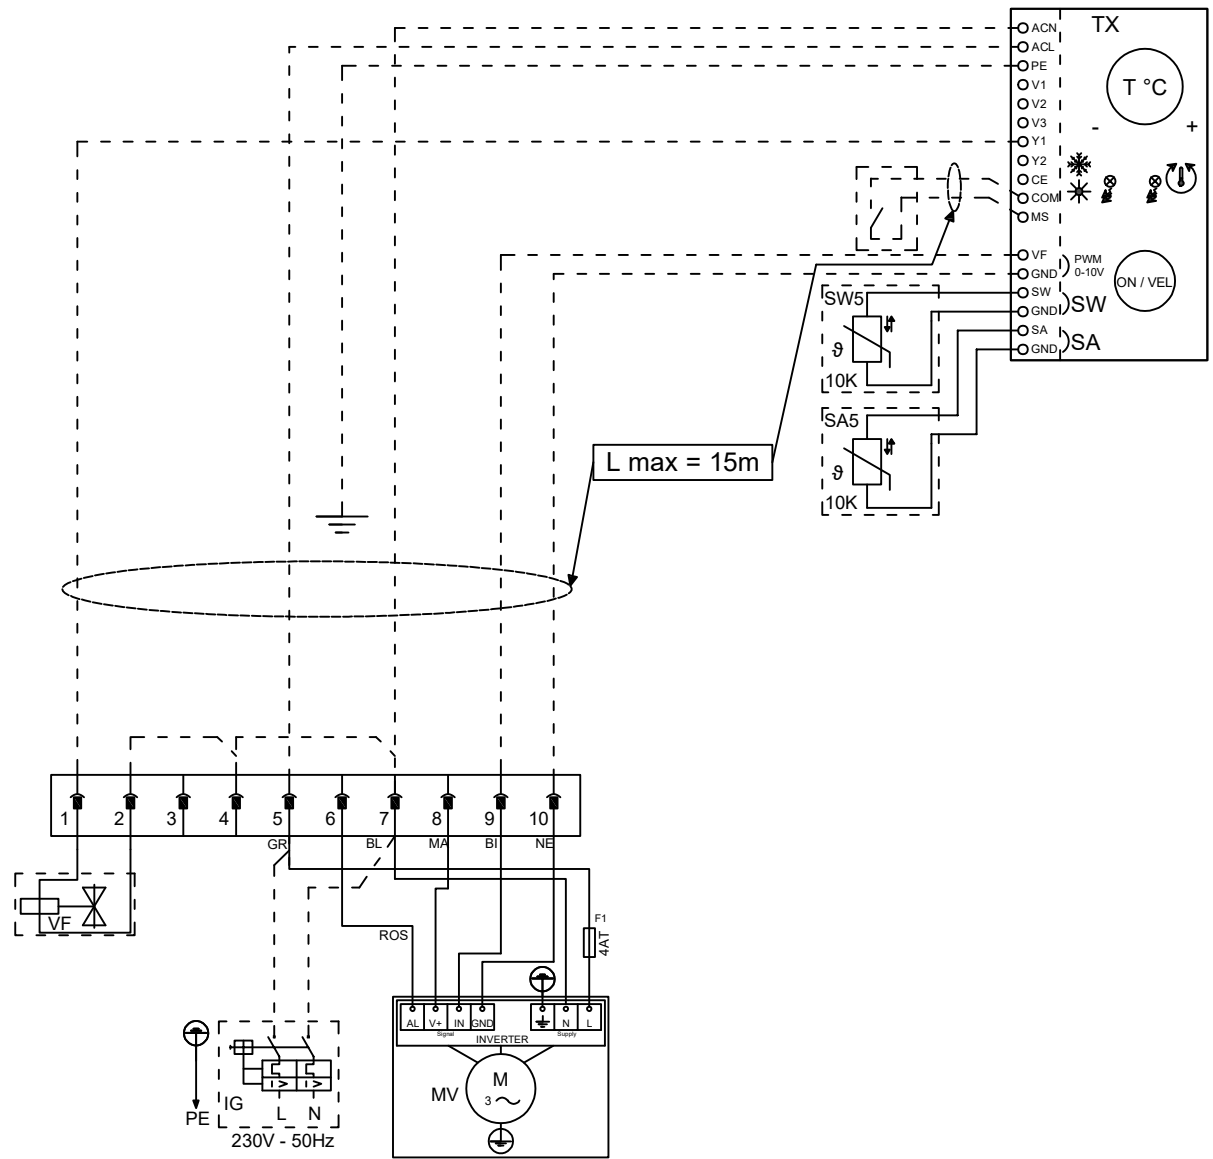 TX
ACN
ACL
PE
T °C
V1
V2
V3
- +
Y1
Y2
CE
COM
MS
VF
PWM
0-10V
GND
ON / VEL
SW
SW
GND
SA
SA
GND
SW5
ϑ
10K
SA5
ϑ
10K
L max = 15m
1 2 3 4 5 6 7 8 9 10
GR BL MA BI NE
VF
ROS
F1
4AT
AL V+ IN GND N L
Signal Supply
INVERTER
MV
M
3
PE
IG
L N
230V - 50Hz